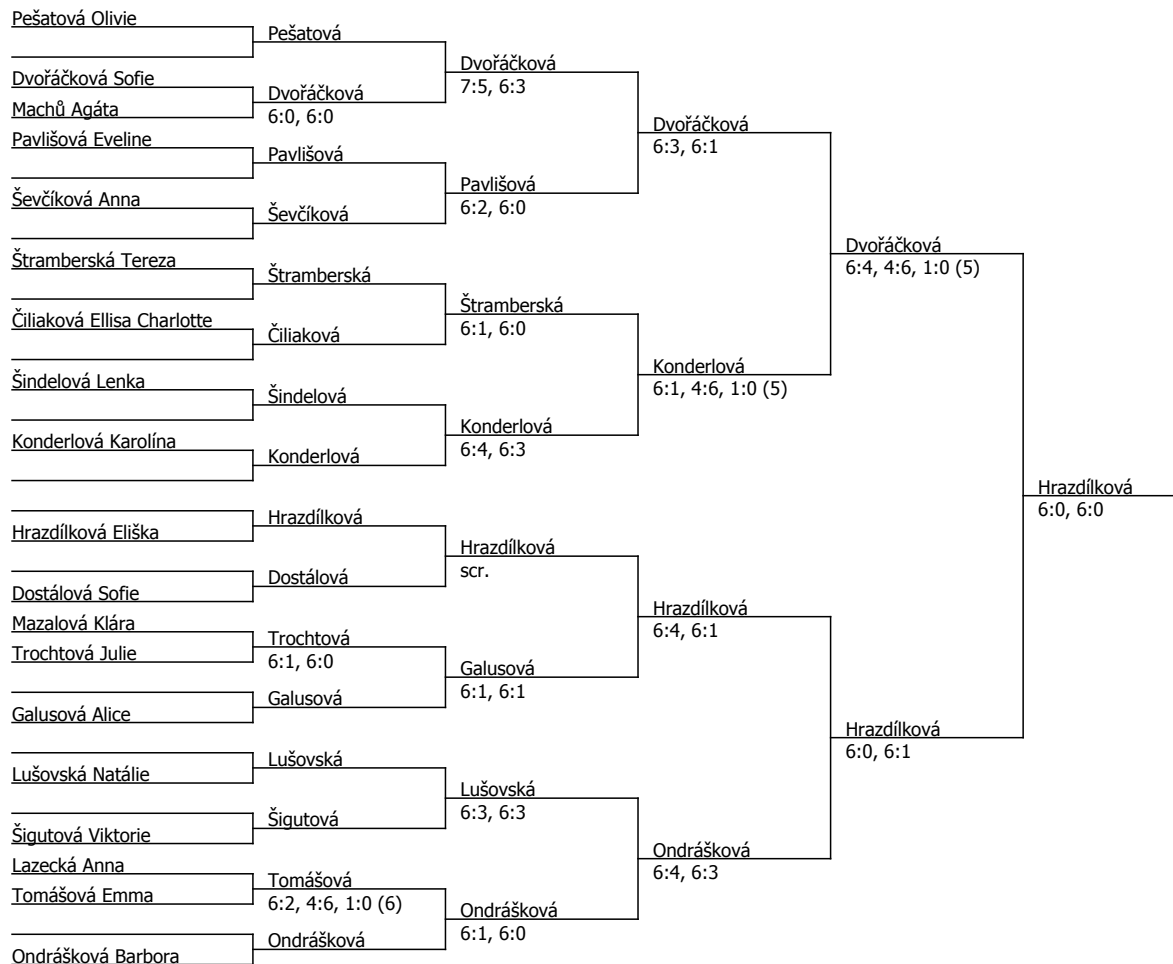 Pešatová Olivie
Dvořáčková Sofie
Machů Agáta
Pavlišová Eveline
Ševčíková Anna
Štramberská Tereza
Čiliaková Ellisa Charlotte
Šindelová Lenka
Konderlová Karolína
Hrazdílková Eliška
Dostálová Sofie
Mazalová Klára
Trochtová Julie
Galusová Alice
Lušovská Natálie
Šigutová Viktorie
Lazecká Anna
Tomášová Emma
Ondrášková Barbora
Pešatová
Dvořáčková
6:0, 6:0
Pavlišová
Ševčíková
Štramberská
Čiliaková
Šindelová
Konderlová
Hrazdílková
Dostálová
Trochtová
6:1, 6:0
Galusová
Lušovská
Šigutová
Tomášová
6:2, 4:6, 1:0 (6)
Ondrášková
Dvořáčková
7:5, 6:3
Pavlišová
6:2, 6:0
Štramberská
6:1, 6:0
Konderlová
6:4, 6:3
Hrazdílková
scr.
Galusová
6:1, 6:1
Lušovská
6:3, 6:3
Ondrášková
6:1, 6:0
Dvořáčková
6:3, 6:1
Konderlová
6:1, 4:6, 1:0 (5)
Hrazdílková
6:4, 6:1
Ondrášková
6:4, 6:3
Dvořáčková
6:4, 4:6, 1:0 (5)
Hrazdílková
6:0, 6:1
Hrazdílková
6:0, 6:0